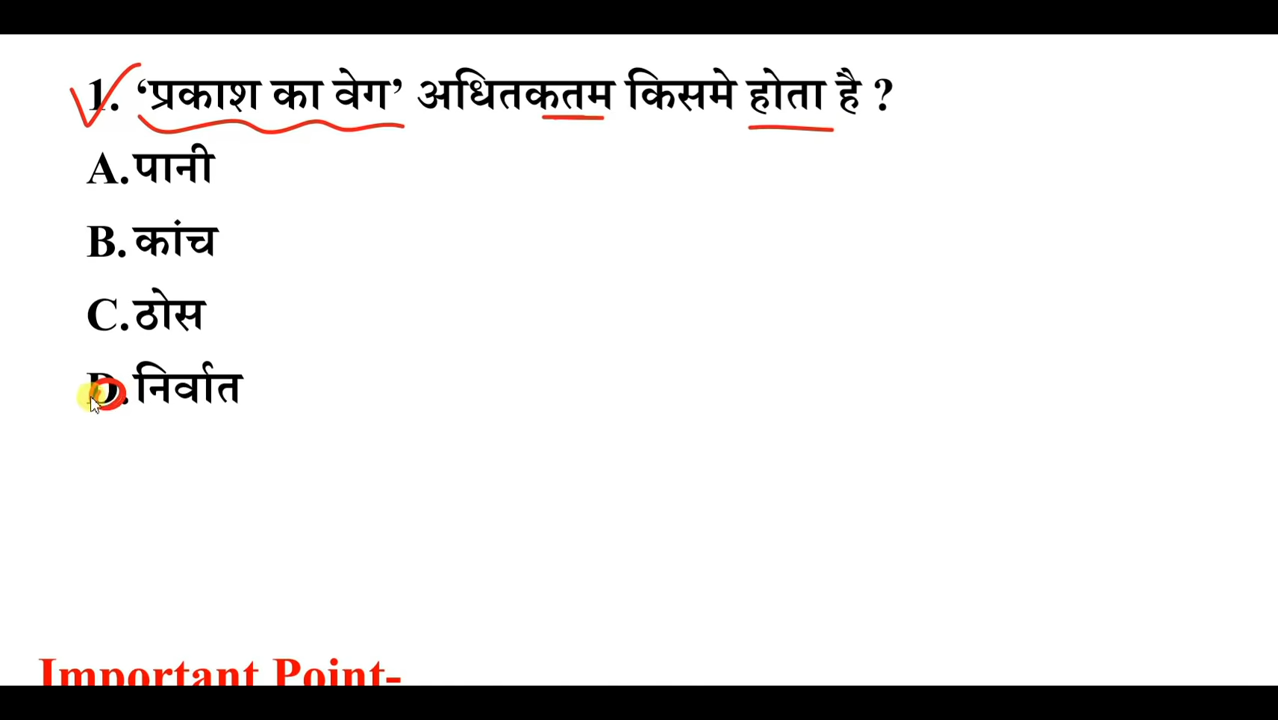 1. ‘प्रकाश का वेग’ अधितकतम किसमे होता है ?
A. पानी
B. कांच
C. ठोस
D. निर्वात
Important Point-